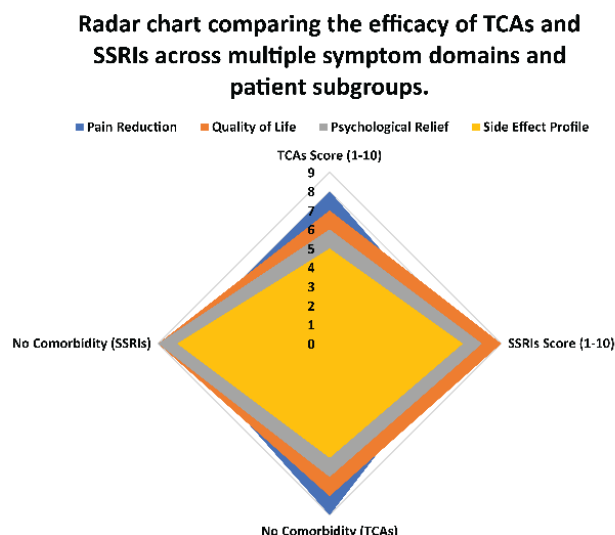 Radar chart comparing the efficacy of TCAs and
SSRIs across multiple symptom domains and
patient subgroups.
Pain Reduction Quality of Life Psychological Relief Side Effect Profile
TCAs Score (1-10)
9
8
7
6
5
4
3
2
1
0
No Comorbidity (SSRIs)
SSRIs Score (1-10)
No Comorbidity (TCAs)